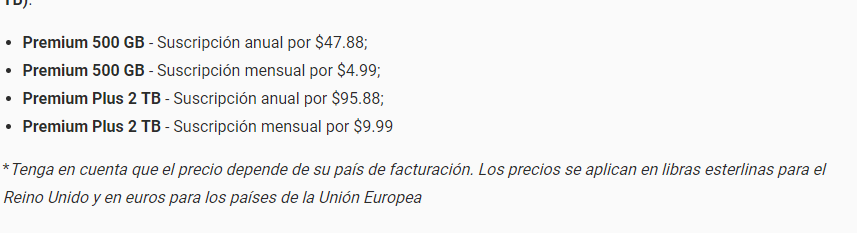 TB):
• Premium 500 GB - Suscripción anual por $47.88;
• Premium 500 GB - Suscripción mensual por $4.99;
• Premium Plus 2 TB - Suscripción anual por $95.88;
• Premium Plus 2 TB - Suscripción mensual por $9.99
*Tenga en cuenta que el precio depende de su país de facturación. Los precios se aplican en libras esterlinas para el
Reino Unido y en euros para los países de la Unión Europea